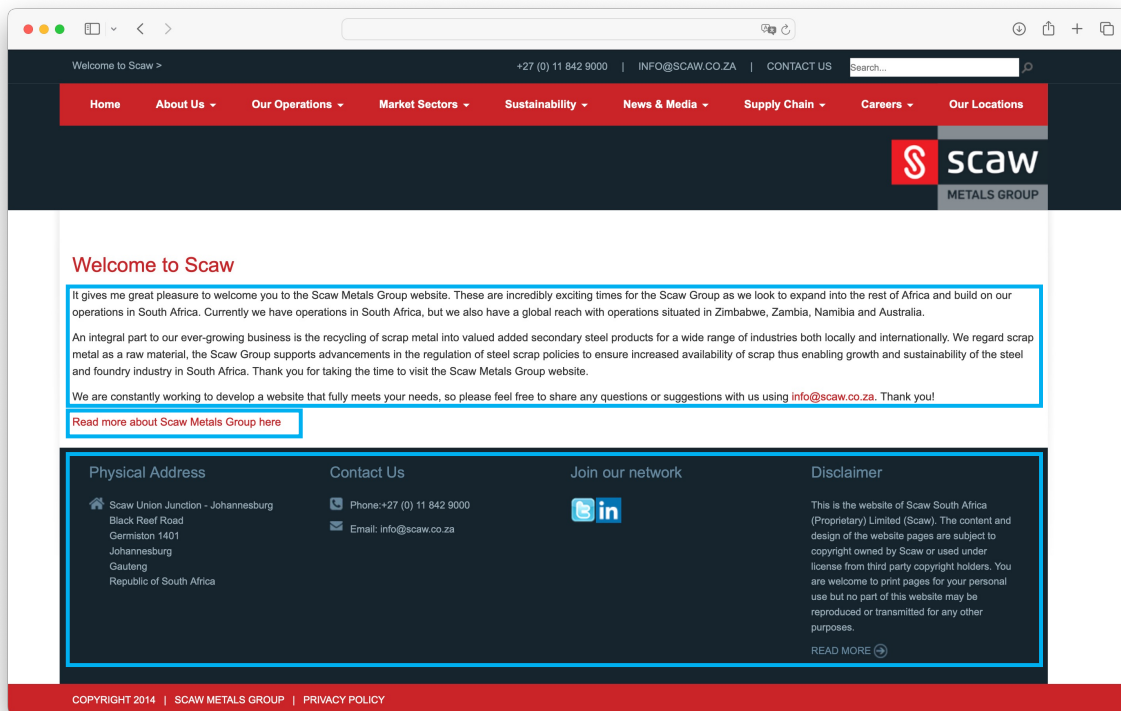 Welcome to Scaw >
+27 (0) 11 842 9000 | INFO@SCAW.CO.ZA | CONTACT US
Search...
Home About Us Our Operations Market Sectors Sustainability News & Media Supply Chain Careers Our Locations
scaw
METALS GROUP
Welcome to Scaw
It gives me great pleasure to welcome you to the Scaw Metals Group website. These are incredibly exciting times for the Scaw Group as we look to expand into the rest of Africa and build on our
operations in South Africa. Currently we have operations in South Africa, but we also have a global reach with operations situated in Zimbabwe, Zambia, Namibia and Australia.
An integral part to our ever-growing business is the recycling of scrap metal into valued added secondary steel products for a wide range of industries both locally and internationally. We regard scrap
metal as a raw material, the Scaw Group supports advancements in the regulation of steel scrap policies to ensure increased availability of scrap thus enabling growth and sustainability of the steel
and foundry industry in South Africa. Thank you for taking the time to visit the Scaw Metals Group website.
We are constantly working to develop a website that fully meets your needs, so please feel free to share any questions or suggestions with us using info@scaw.co.za. Thank you!
Read more about Scaw Metals Group here
Physical Address
Scaw Union Junction - Johannesburg
Black Reef Road
Germiston 1401
Johannesburg
Gauteng
Republic of South Africa
Contact Us
Phone:+27 (0) 11 842 9000
Email: info@scaw.co.za
Join our network
in
Disclaimer
This is the website of Scaw South Africa
(Proprietary) Limited (Scaw). The content and
design of the website pages are subject to
copyright owned by Scaw or used under
license from third party copyright holders. You
are welcome to print pages for your personal
use but no part of this website may be
reproduced or transmitted for any other
purposes.
READ MORE
COPYRIGHT 2014 | SCAW METALS GROUP | PRIVACY POLICY